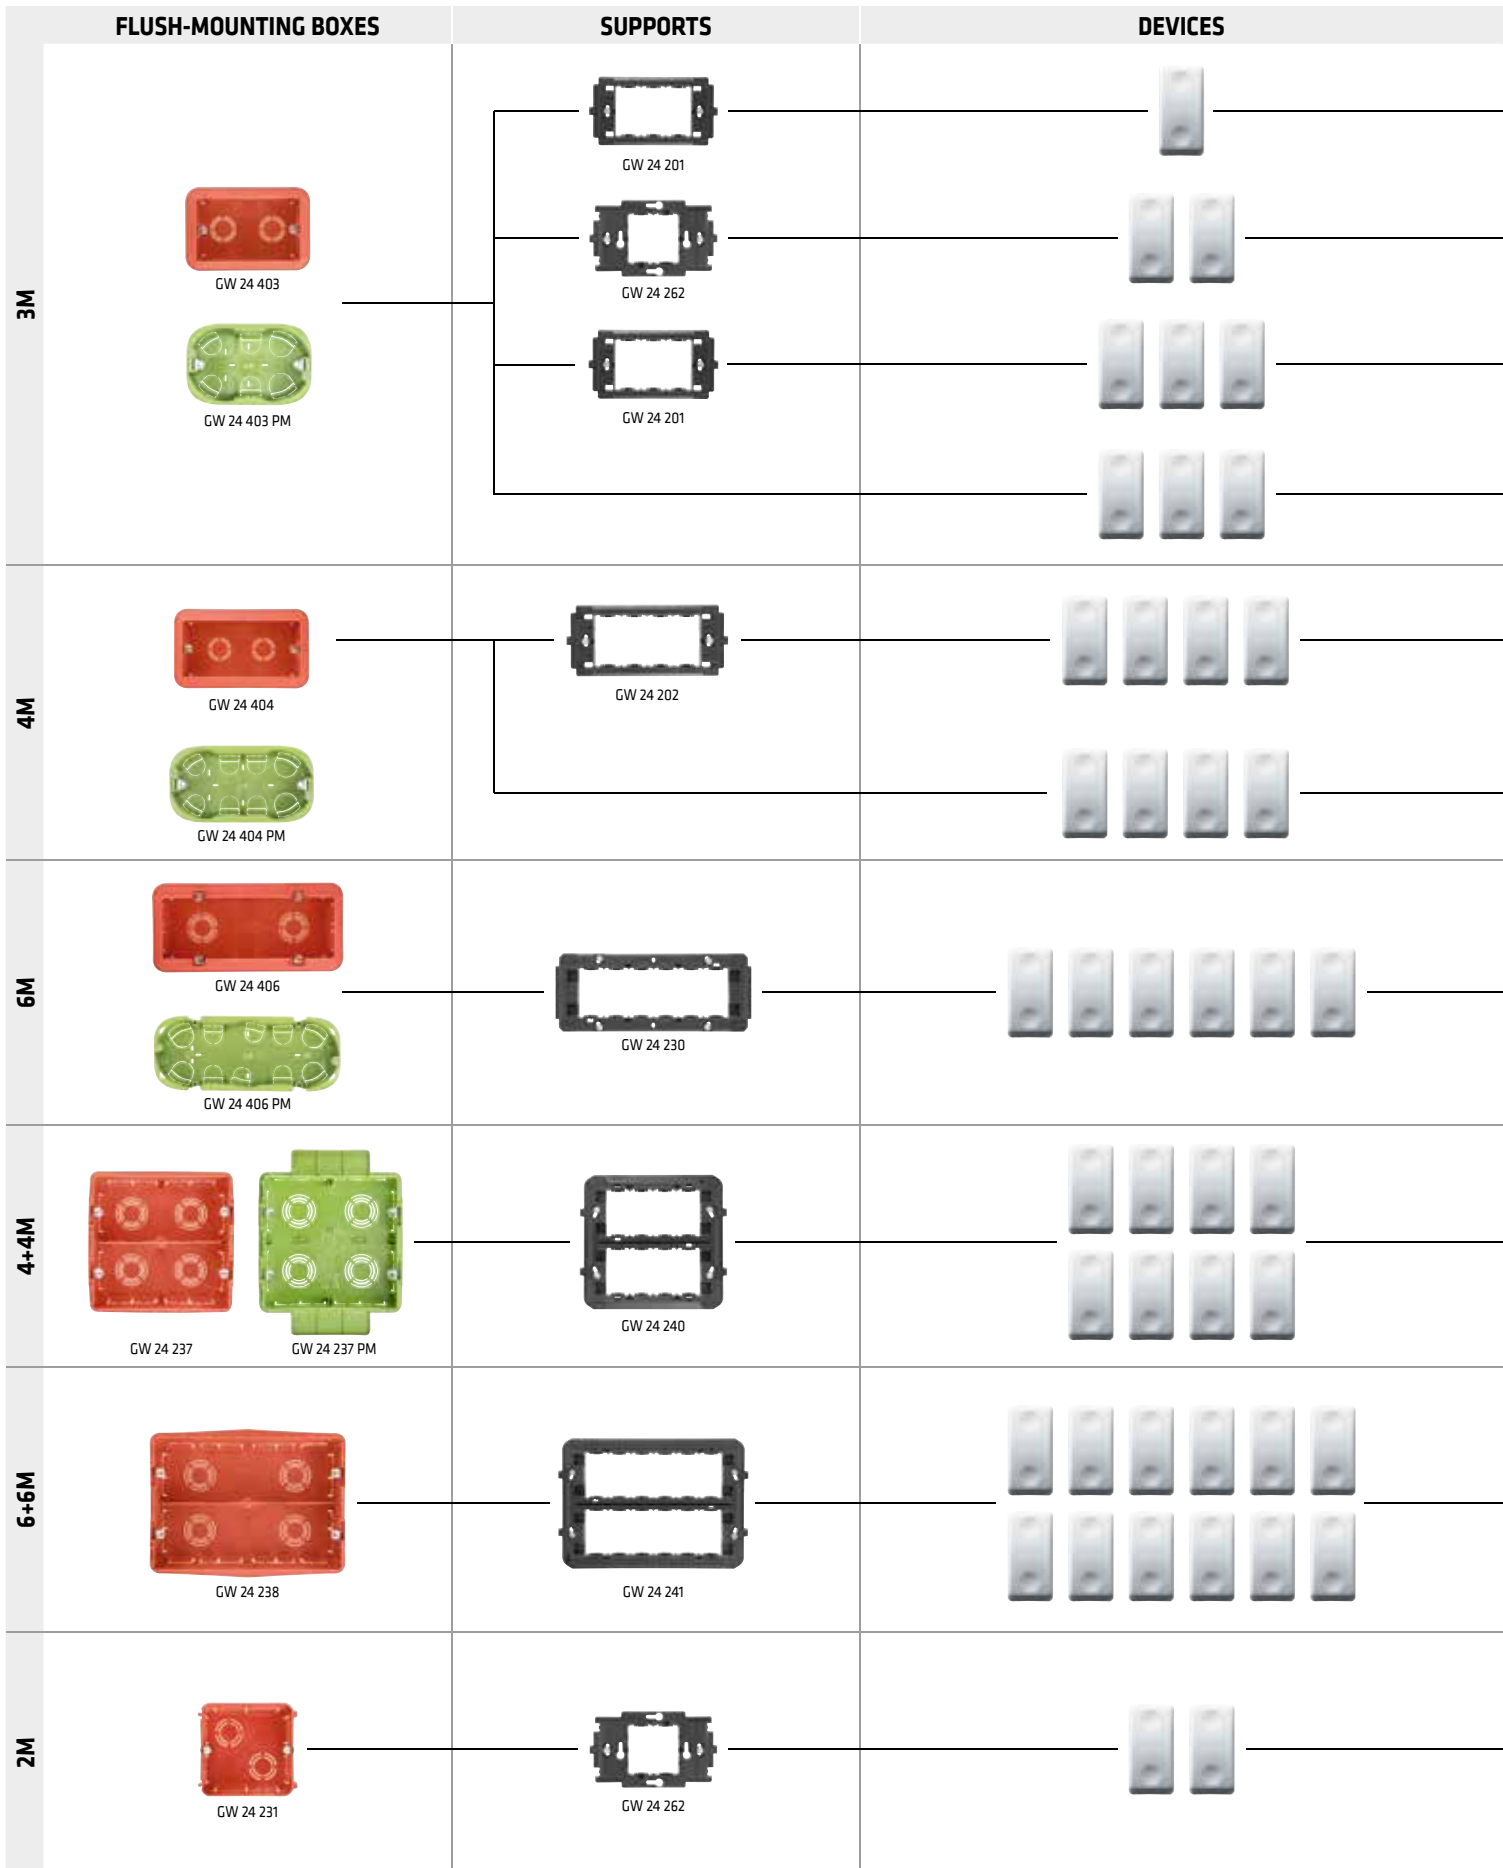 FLUSH-MOUNTING BOXES
SUPPORTS
DEVICES
3M
GW 24 403
GW 24 403 PM
GW 24 201
GW 24 262
GW 24 201
4M
GW 24 404
GW 24 404 PM
GW 24 202
6M
GW 24 406
GW 24 406 PM
GW 24 230
4+4M
GW 24 237
GW 24 237 PM
GW 24 240
6+6M
GW 24 238
GW 24 241
2M
GW 24 231
GW 24 262